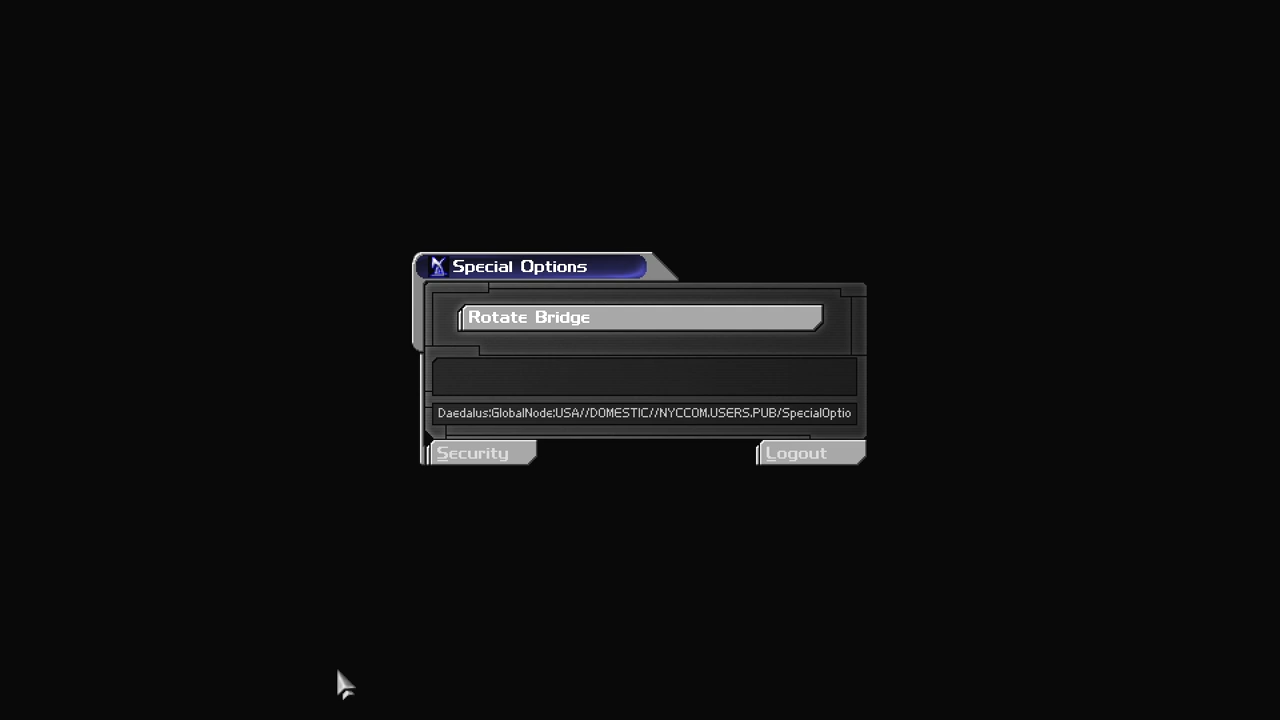 Special Options
Rotate Bridge
Daedalus:GlobalNode:USA//DOMESTIC//NYCCOM.USERS.PUB/SpecialOptio
Security
Logout